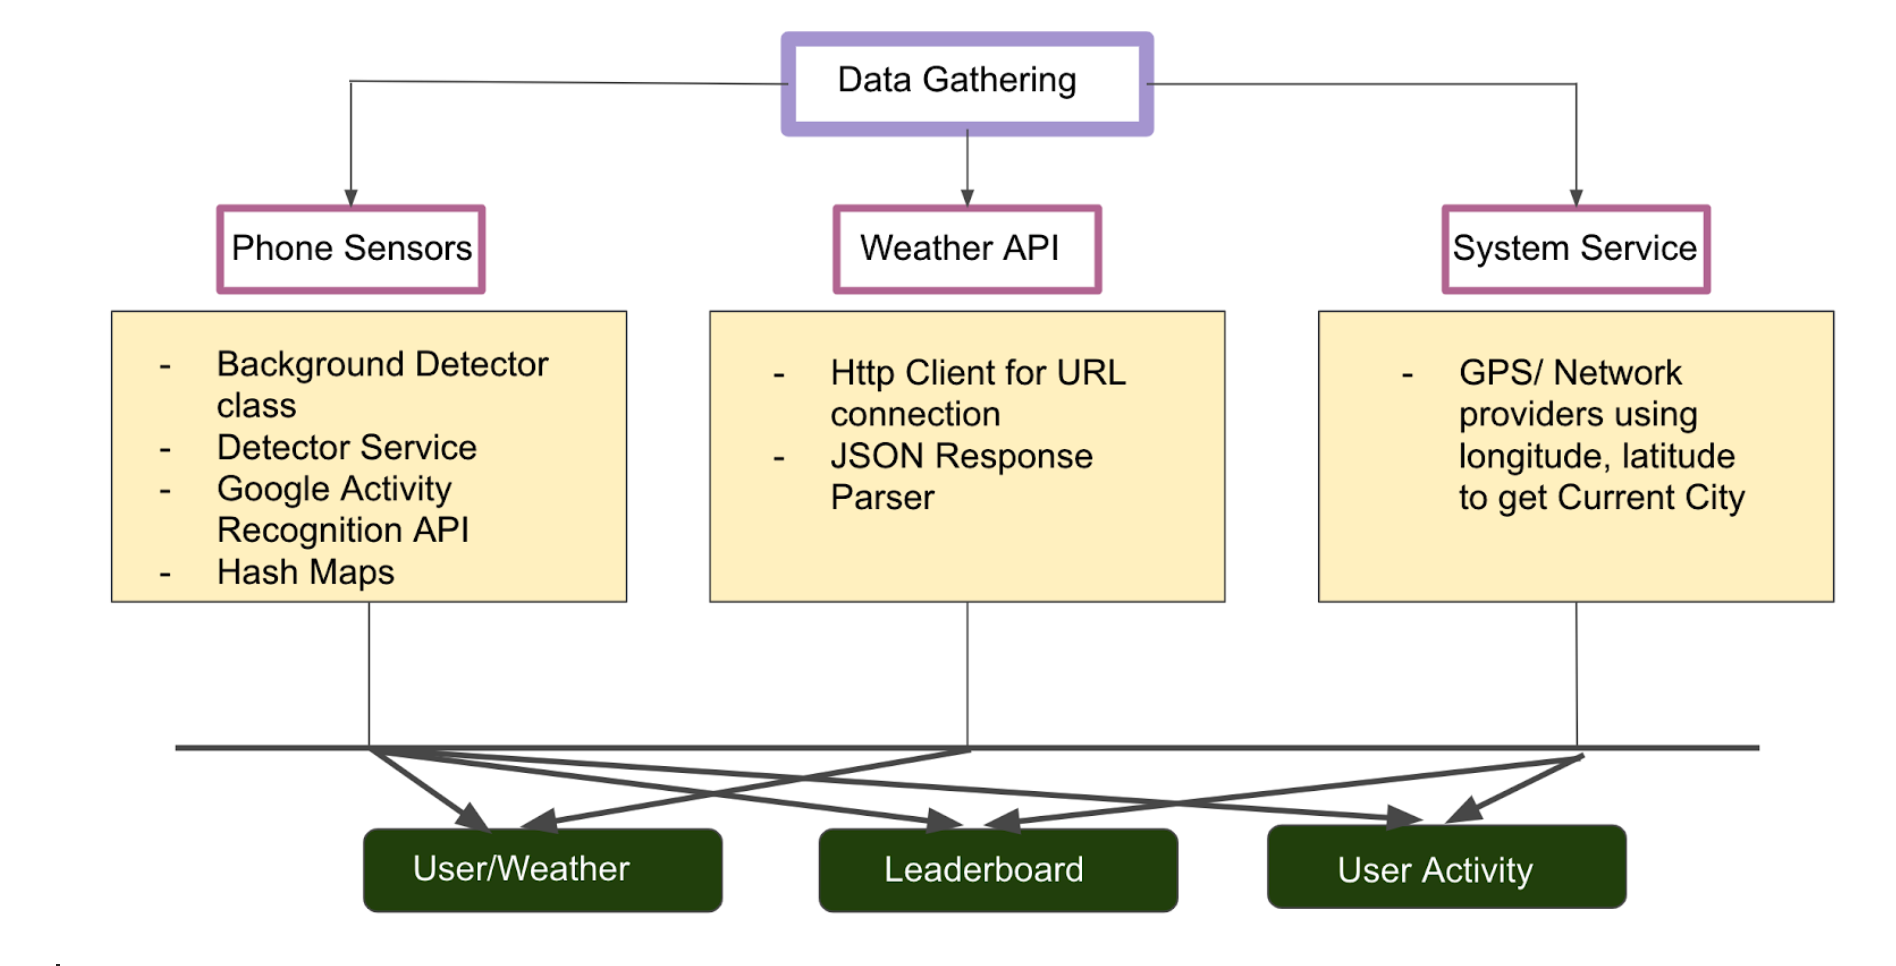 Data Gathering
Phone Sensors
Weather API
System Service
- Background Detector
class
- Detector Service
- Google Activity
Recognition API
- Hash Maps
- Http Client for URL
connection
- JSON Response
Parser
- GPS/ Network
providers using
longitude, latitude
to get Current City
User/Weather
Leaderboard
User Activity